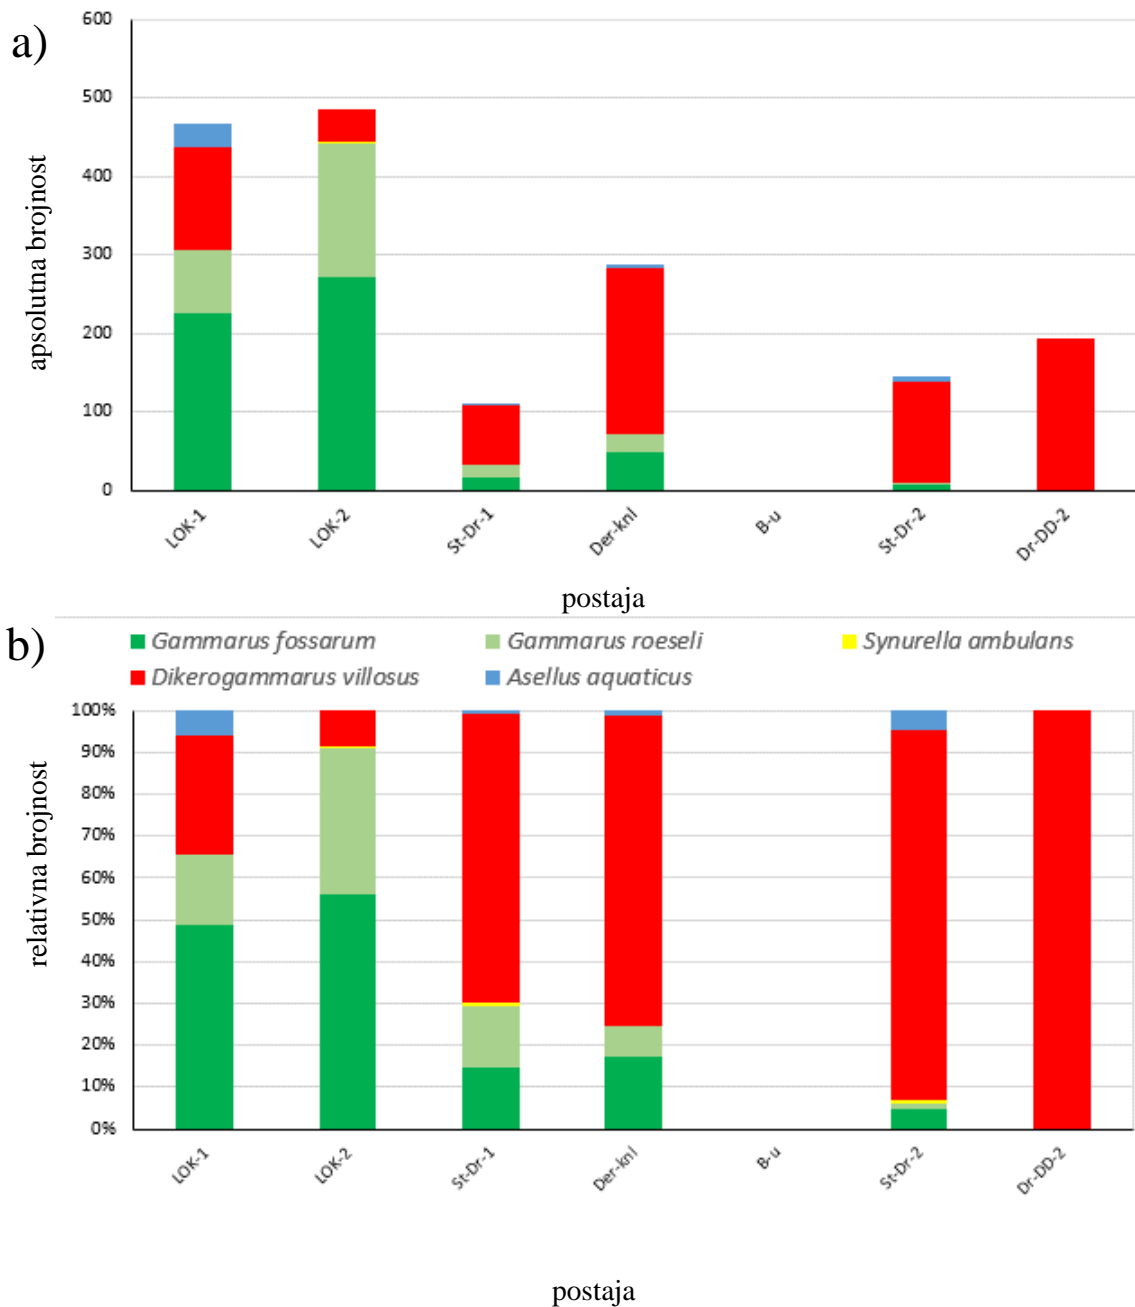 a)
apsolutna brojnost
600
500
400
300
200
100
0
LOK-1
LOK-2
St-Dr-1
Der-knl
B-u
St-Dr-2
Dr-DD-2
postaja
b)
Gammarus fossarum
Gammarus roeseli
Synurella ambulans
Dikerogammarus villosus
Asellus aquaticus
relativna brojnost
100%
90%
80%
70%
60%
50%
40%
30%
20%
10%
0%
LOK-1
LOK-2
St-Dr-1
Der-knl
B-u
St-Dr-2
Dr-DD-2
postaja